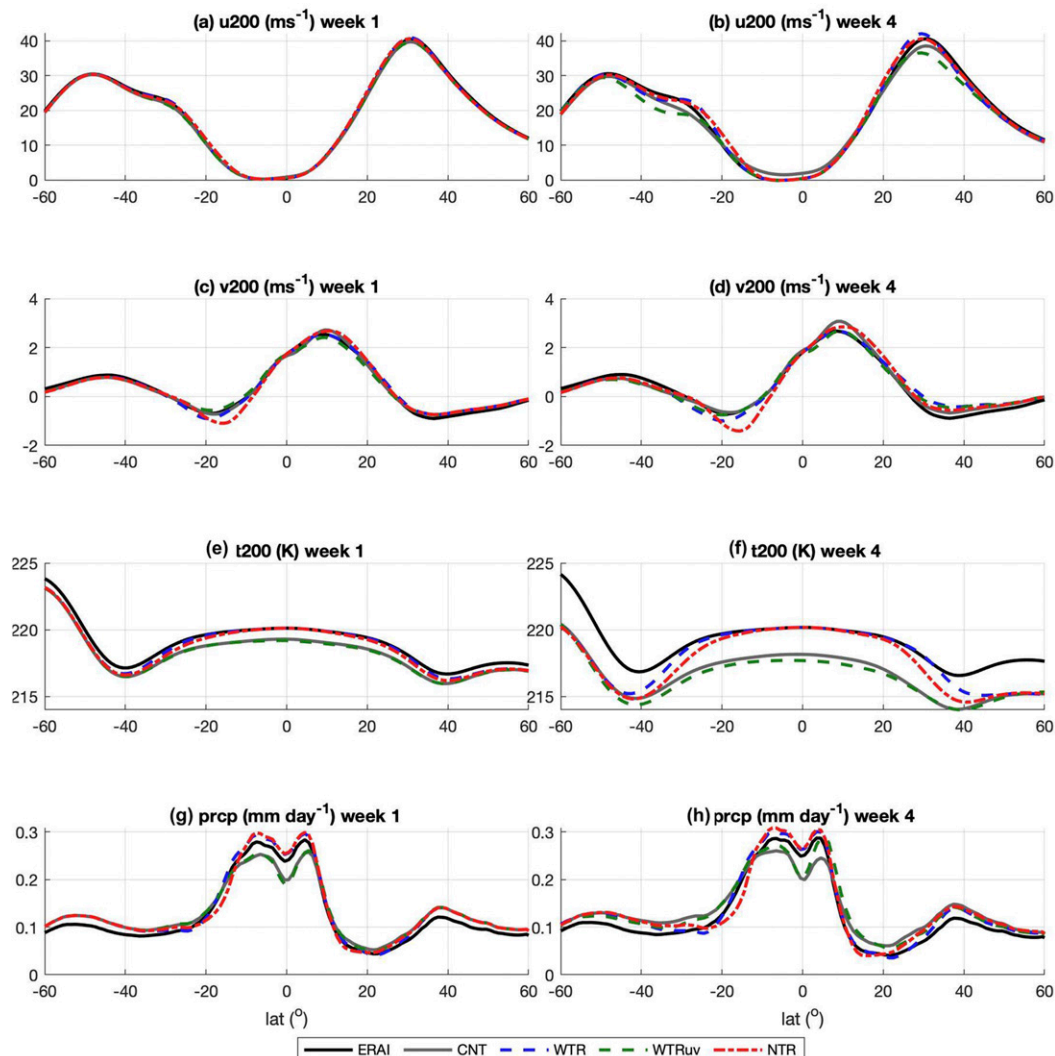 (a) u200 (ms⁻¹) week 1
(b) u200 (ms⁻¹) week 4
40
30
20
10
0
-60 -40 -20 0 20 40 60
40
30
20
10
0
-60 -40 -20 0 20 40 60
(c) v200 (ms⁻¹) week 1
(d) v200 (ms⁻¹) week 4
4
2
0
-2
-60 -40 -20 0 20 40 60
4
2
0
-2
-60 -40 -20 0 20 40 60
(e) t200 (K) week 1
(f) t200 (K) week 4
225
220
215
-60 -40 -20 0 20 40 60
225
220
215
-60 -40 -20 0 20 40 60
(g) prcp (mm day⁻¹) week 1
(h) prcp (mm day⁻¹) week 4
0.3
0.2
0.1
0
-60 -40 -20 0 20 40 60
lat (°)
0.3
0.2
0.1
0
-60 -40 -20 0 20 40 60
lat (°)
ERAI CNT WTR WTRuv NTR